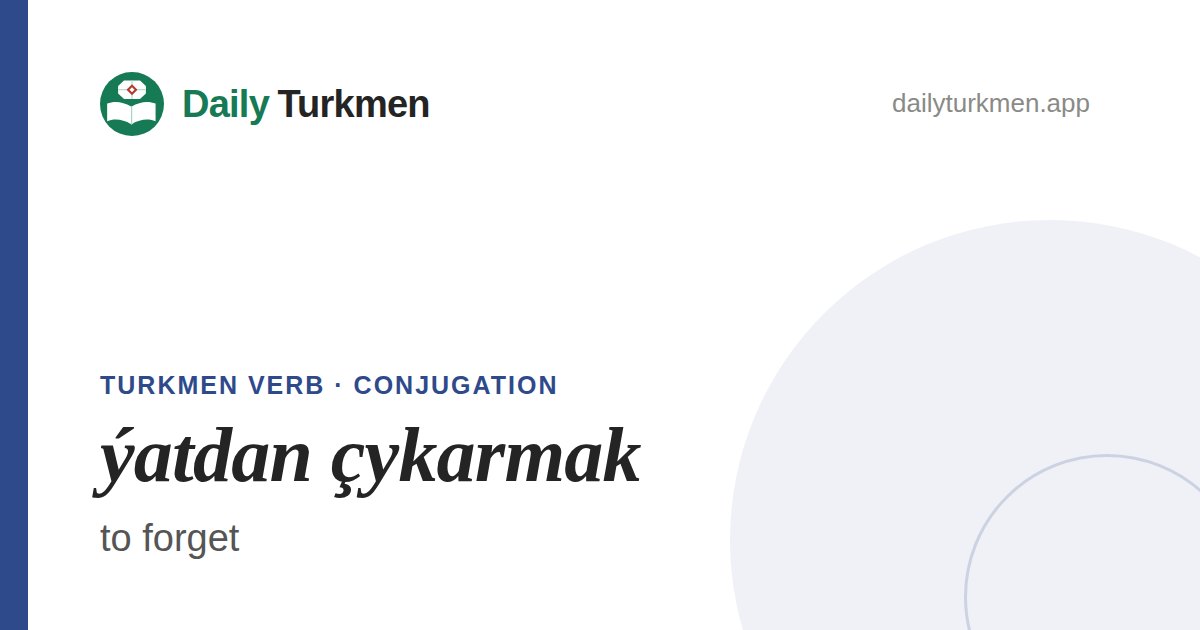 Daily Turkmen
dailyturkmen.app
TURKMEN VERB · CONJUGATION
ýatdan çykarmak
to forget